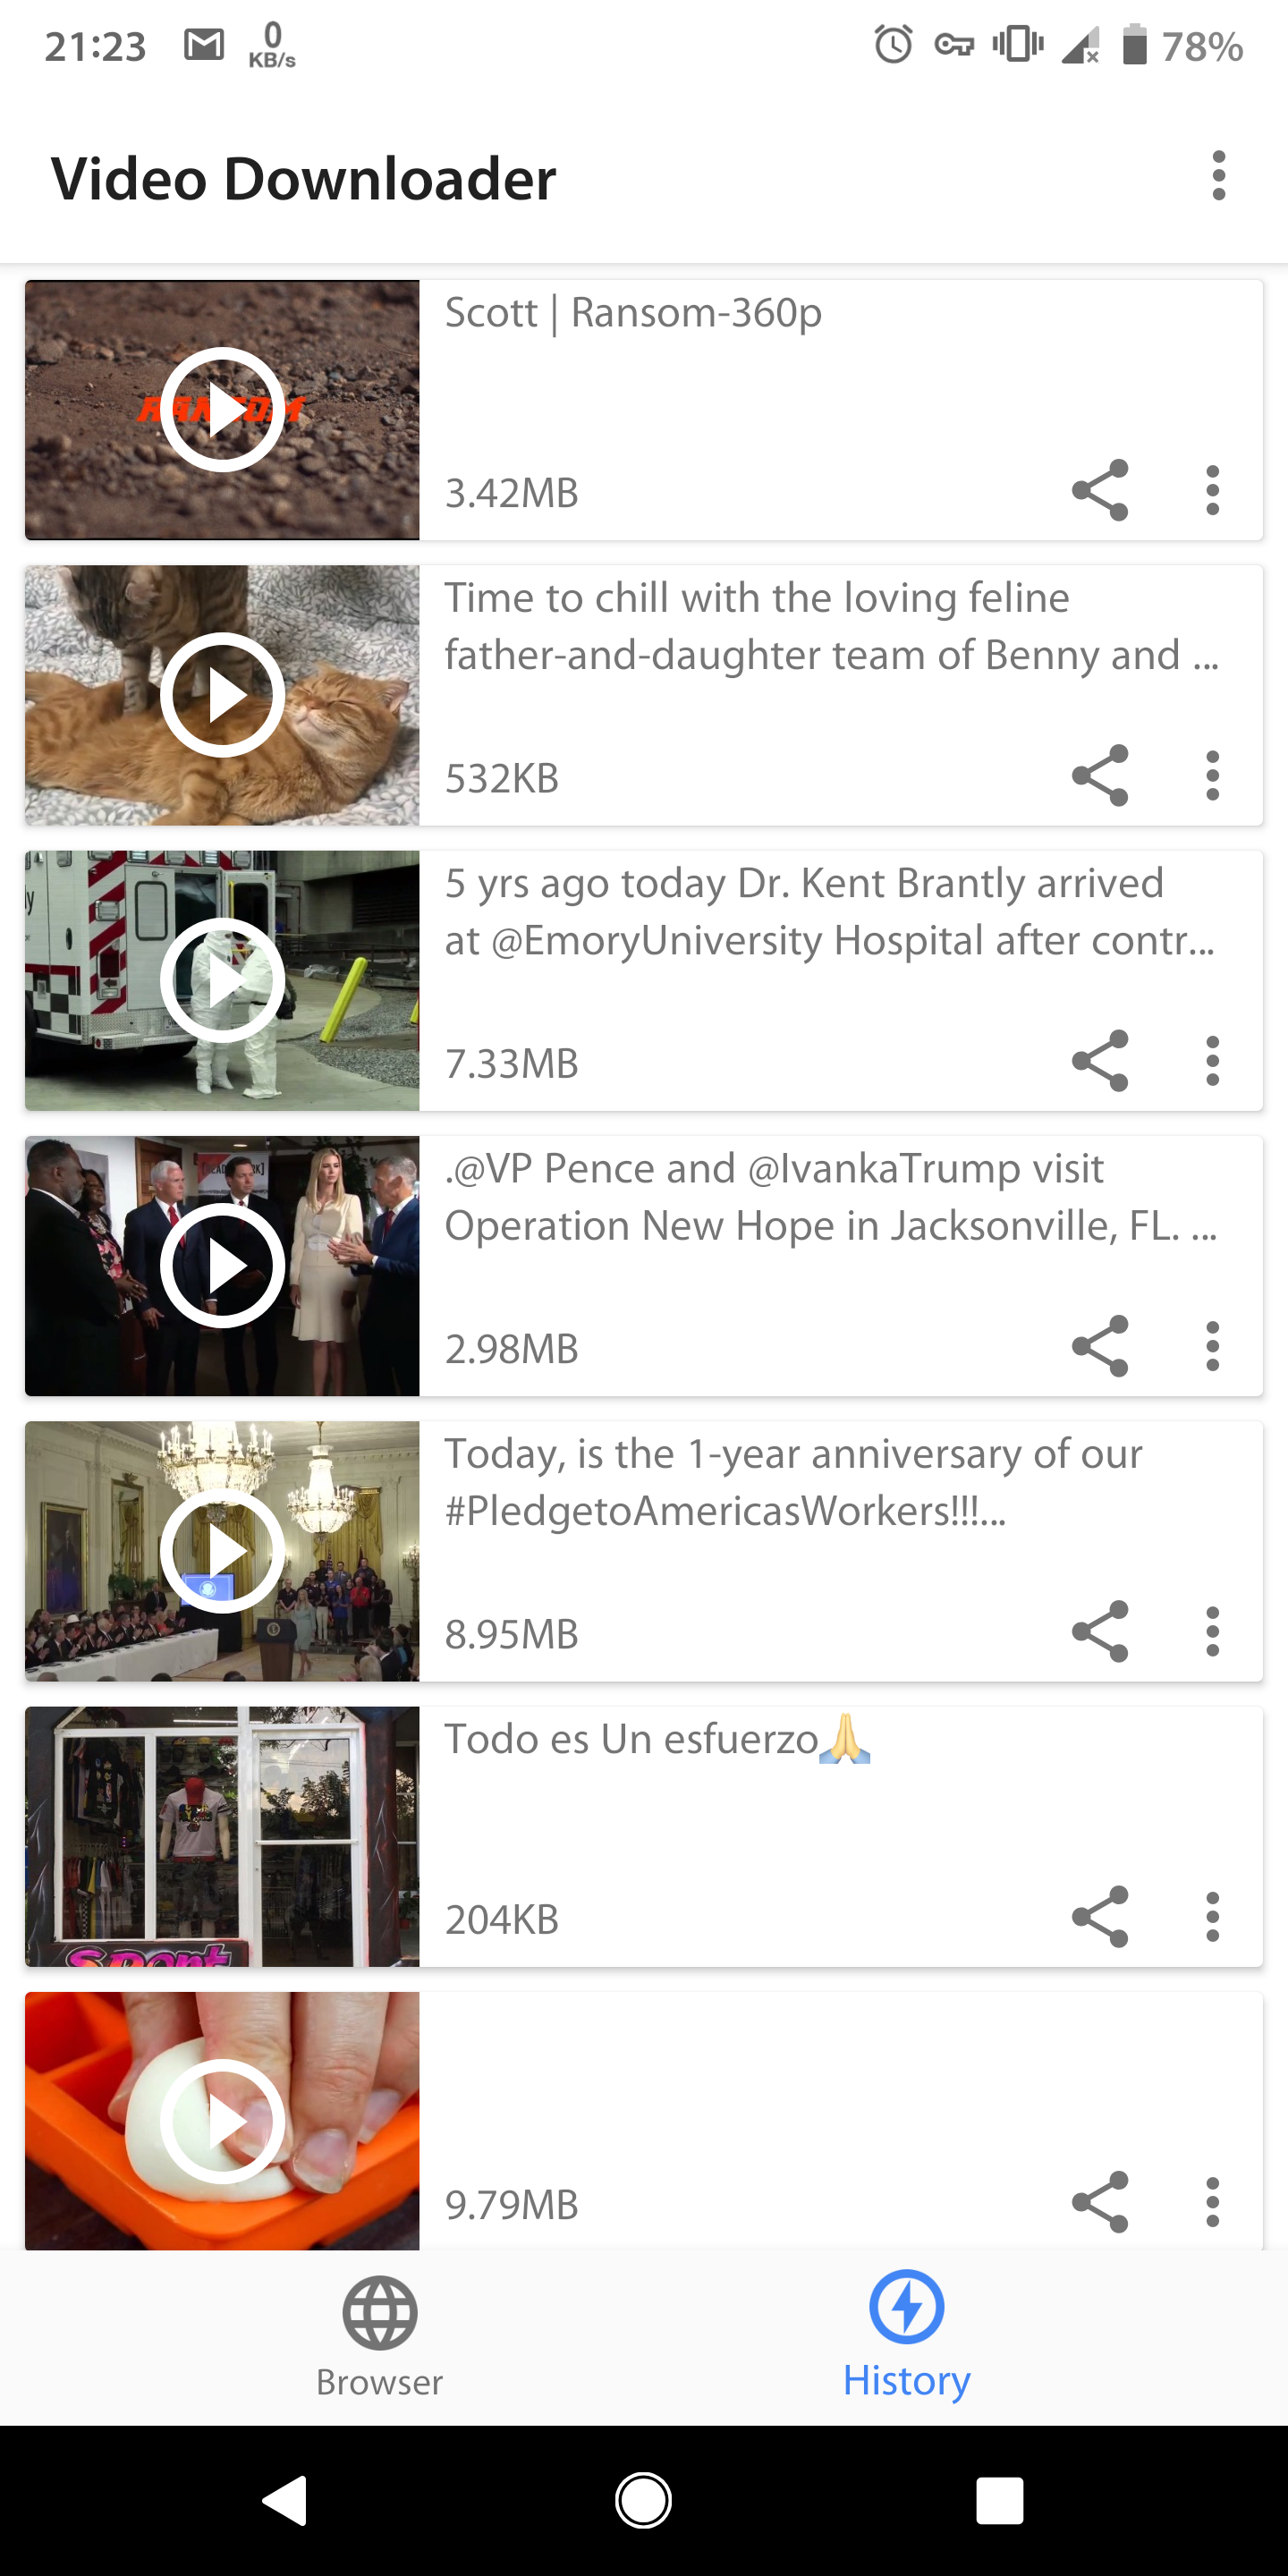 21:23
0
KB/s
78%
Video Downloader
RANSOM
Scott | Ransom-360p
3.42MB
Time to chill with the loving feline
father-and-daughter team of Benny and ...
532KB
5 yrs ago today Dr. Kent Brantly arrived
at @EmoryUniversity Hospital after contr...
7.33MB
.@VP Pence and @IvankaTrump visit
Operation New Hope in Jacksonville, FL. ...
2.98MB
Today, is the 1-year anniversary of our
#PledgetoAmericasWorkers!!!...
8.95MB
Todo es Un esfuerzo🙏
204KB
Sport
9.79MB
Browser
History